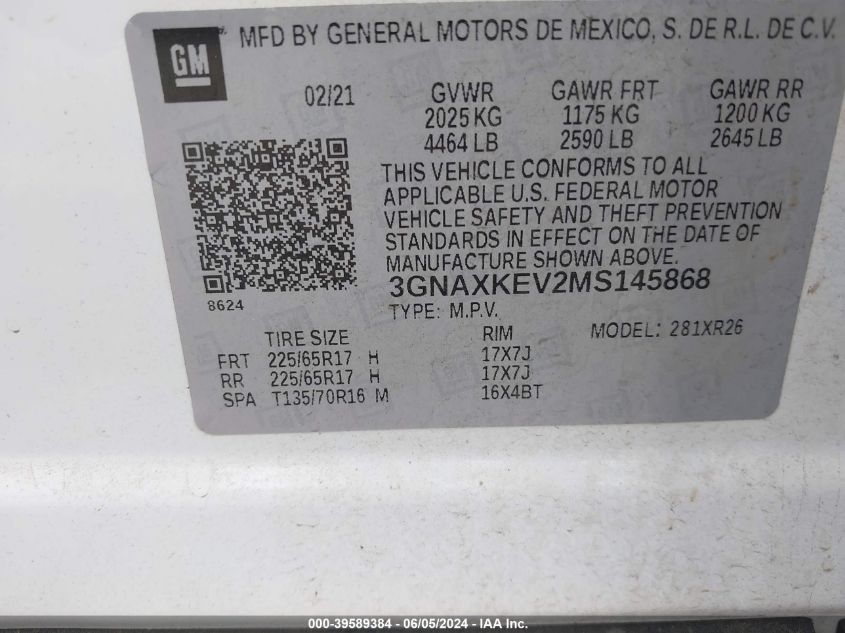 GM
MFD BY GENERAL MOTORS DE MEXICO, S. DE R.L. DE C.V.
02/21 GVWR GAWR FRT GAWR RR
2025 KG 1175 KG 1200 KG
4464 LB 2590 LB 2645 LB
THIS VEHICLE CONFORMS TO ALL
APPLICABLE U.S. FEDERAL MOTOR
VEHICLE SAFETY AND THEFT PREVENTION
STANDARDS IN EFFECT ON THE DATE OF
MANUFACTURE SHOWN ABOVE.
8624
3GNAXKEV2MS145868
TYPE: M.P.V.
TIRE SIZE RIM MODEL: 281XR26
FRT 225/65R17 H 17X7J
RR 225/65R17 H 17X7J
SPA T135/70R16 M 16X4BT
000-39589384 - 06/05/2024 - IAA Inc.